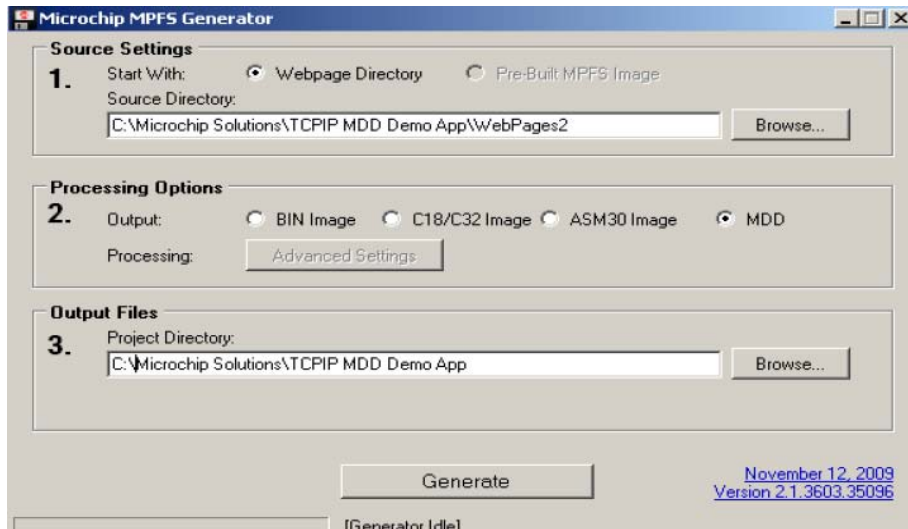 Microchip MPFS Generator
Source Settings
1. Start With: Webpage Directory Pre-Built MPFS Image
Source Directory:
C:\Microchip Solutions\TCPIP MDD Demo App\WebPages2 Browse...
Processing Options
2. Output: BIN Image C18/C32 Image ASM30 Image MDD
Processing: Advanced Settings
Output Files
3. Project Directory:
C:\Microchip Solutions\TCPIP MDD Demo App Browse...
Generate
November 12, 2009
Version 2.1.3603.35096
[Generator Idle]